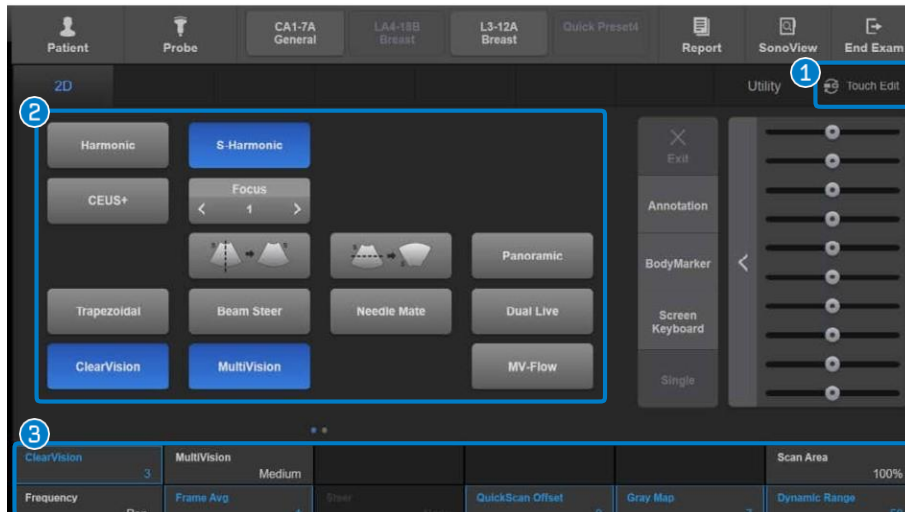 Patient
Probe
CA1-7A
General
LA4-18B
Breast
L3-12A
Breast
Quick Preset4
Report
SonoView
End Exam
2D
Utility
1
Touch Edit
2
Harmonic
S-Harmonic
Exit
CEUS+
Focus
< 1 >
Annotation
S
S
S
Panoramic
BodyMarker
<
Trapezoidal
Beam Steer
Needle Mate
Dual Live
Screen
Keyboard
ClearVision
MultiVision
MV-Flow
Single
3
ClearVision
3
MultiVision
Medium
Scan Area
100%
Frequency
Frame Avg
Steer
QuickScan Offset
Gray Map
Dynamic Range